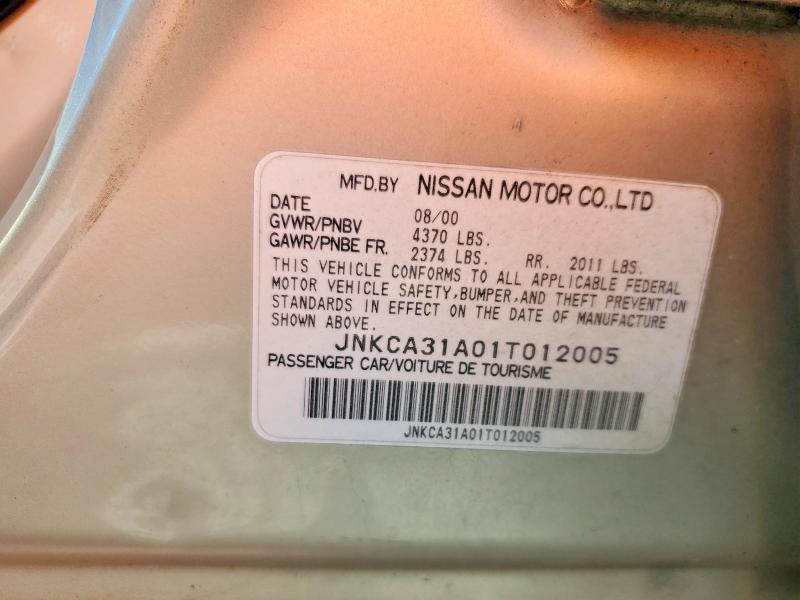 MFD.BY NISSAN MOTOR CO.,LTD
DATE 08/00
GVWR/PNBV 4370 LBS.
GAWR/PNBE FR. 2374 LBS. RR. 2011 LBS.
THIS VEHICLE CONFORMS TO ALL APPLICABLE FEDERAL
MOTOR VEHICLE SAFETY,BUMPER,AND THEFT PREVENTION
STANDARDS IN EFFECT ON THE DATE OF MANUFACTURE
SHOWN ABOVE.
JNKCA31A01T012005
PASSENGER CAR/VOITURE DE TOURISME
JNKCA31A01T012005